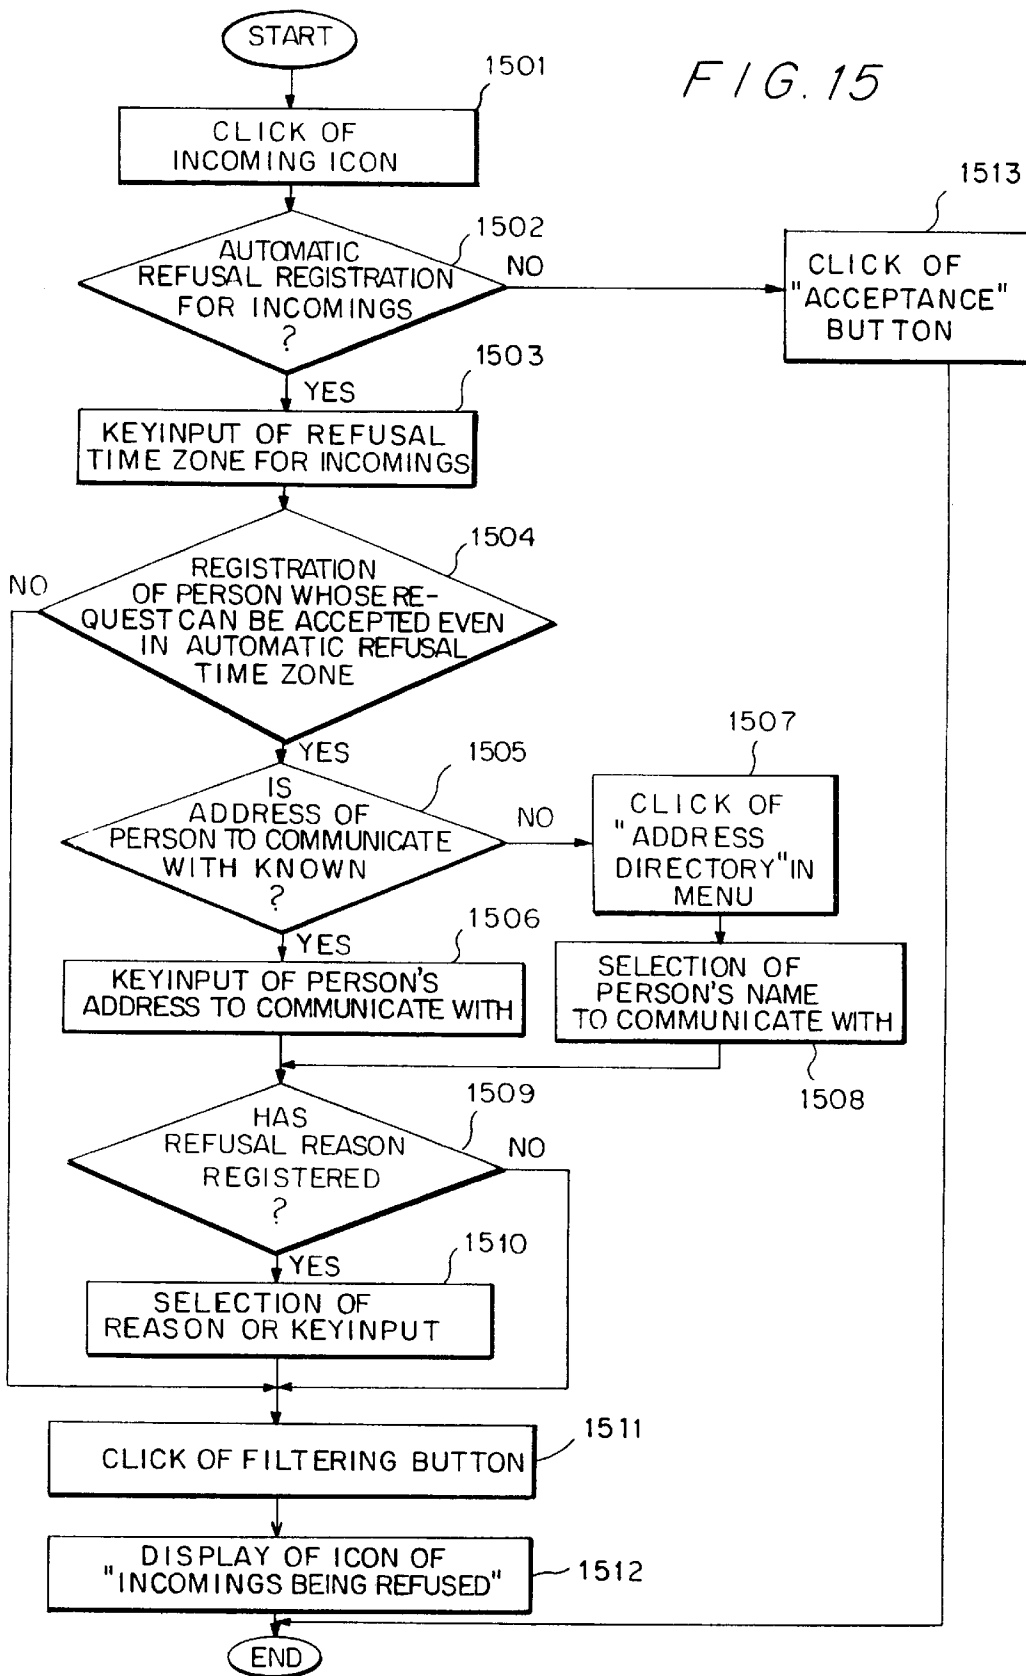 START
FIG.15
1501
CLICK OF
INCOMING ICON
1502
AUTOMATIC
REFUSAL REGISTRATION
FOR INCOMINGS
?
NO
1513
CLICK OF
"ACCEPTANCE"
BUTTON
YES
1503
KEYINPUT OF REFUSAL
TIME ZONE FOR INCOMINGS
1504
NO
REGISTRATION
OF PERSON WHOSE RE-
QUEST CAN BE ACCEPTED EVEN
IN AUTOMATIC REFUSAL
TIME ZONE
YES
1505
IS
ADDRESS OF
PERSON TO COMMUNICATE
WITH KNOWN
?
NO
1507
CLICK OF
"ADDRESS
DIRECTORY" IN
MENU
YES
1506
KEYINPUT OF PERSON'S
ADDRESS TO COMMUNICATE WITH
SELECTION OF
PERSON'S NAME
TO COMMUNICATE WITH
1508
1509
HAS
REFUSAL REASON
REGISTERED
?
NO
YES
1510
SELECTION OF
REASON OR KEYINPUT
1511
CLICK OF FILTERING BUTTON
DISPLAY OF ICON OF
"INCOMINGS BEING REFUSED"
1512
END